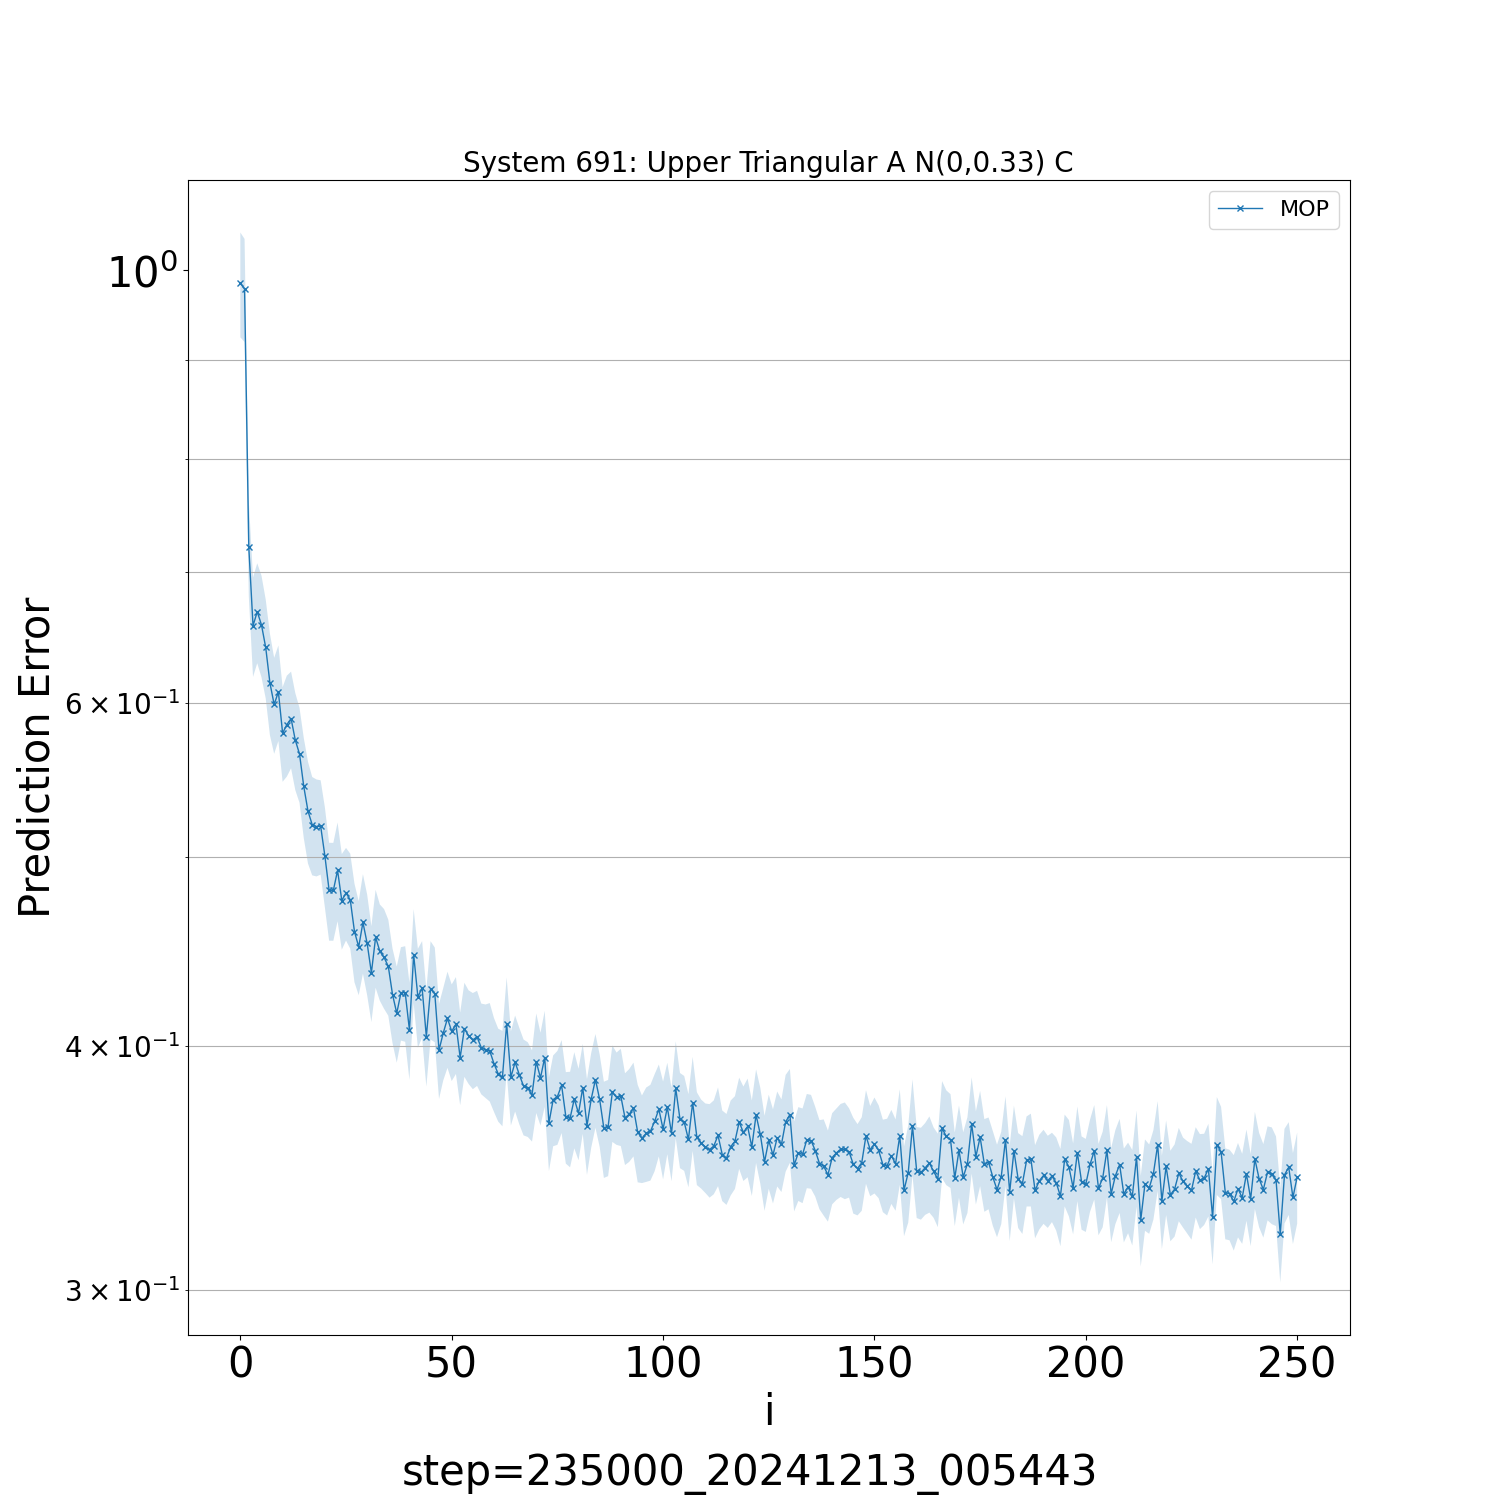 System 691: Upper Triangular A N(0,0.33) C
MOP
10⁰
6 × 10⁻¹
4 × 10⁻¹
3 × 10⁻¹
Prediction Error
0 50 100 150 200 250
i
step=235000_20241213_005443